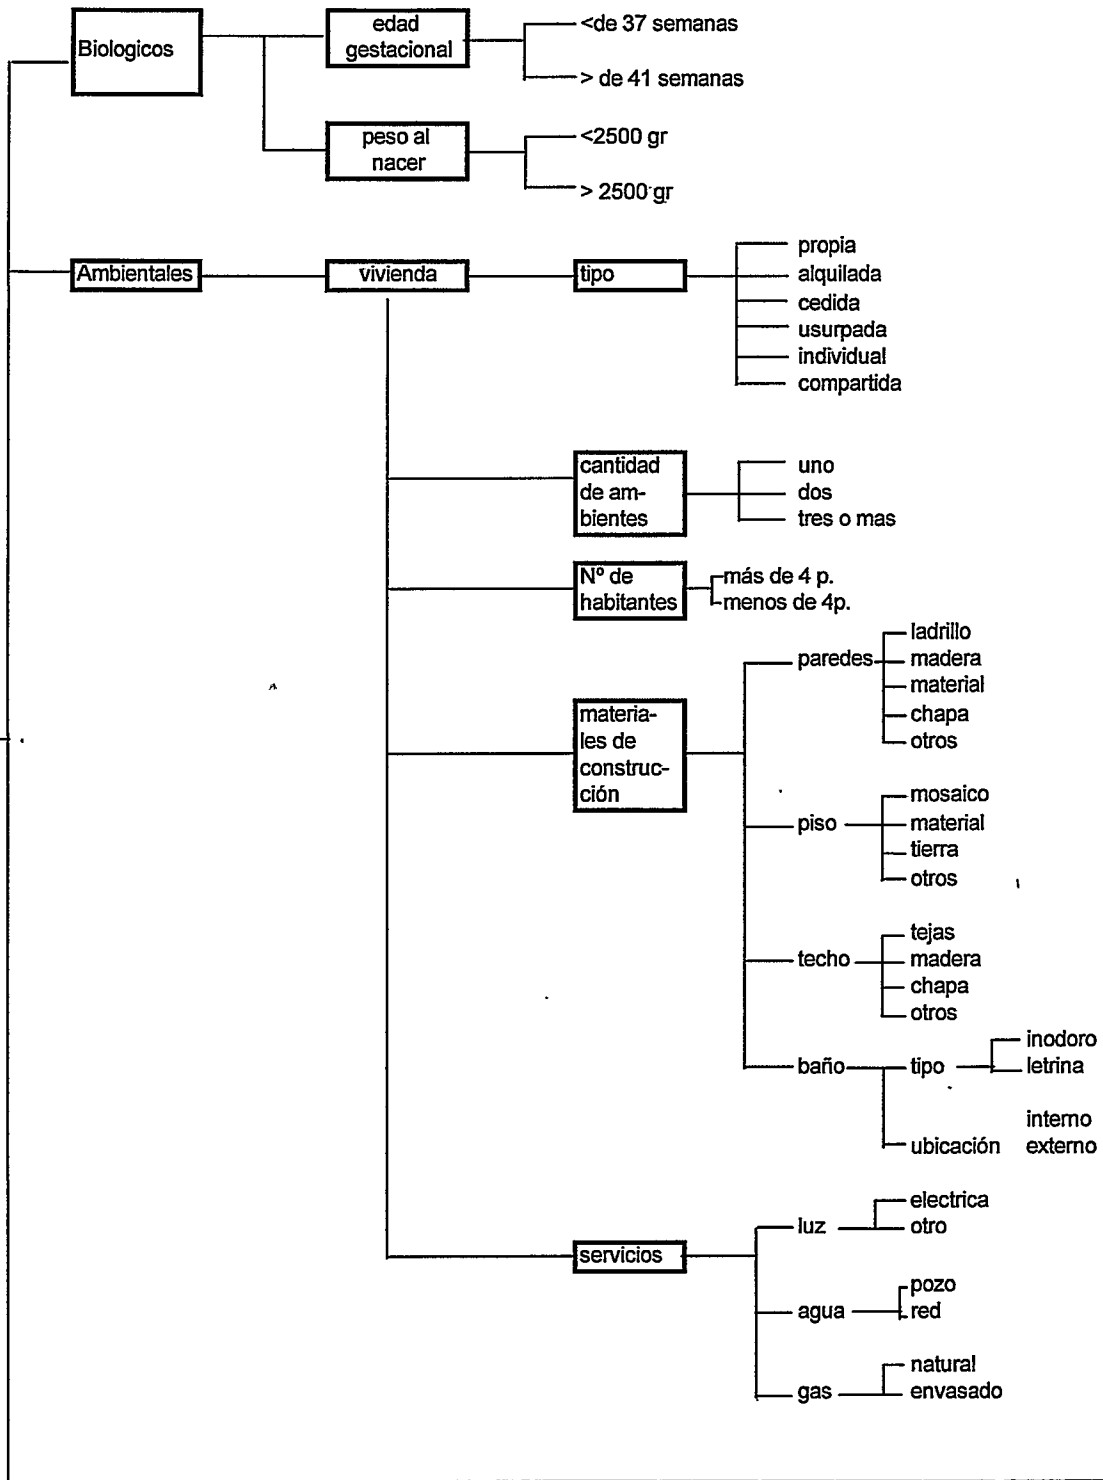 Biologicos
edad
gestacional
<de 37 semanas
> de 41 semanas
peso al
nacer
<2500 gr
> 2500 gr
Ambientales
vivienda
tipo
propia
alquilada
cedida
usurpada
individual
compartida
cantidad
de am-
bientes
uno
dos
tres o mas
Nº de
habitantes
más de 4 p.
menos de 4p.
materia-
les de
construc-
ción
paredes
ladrillo
madera
material
chapa
otros
piso
mosaico
material
tierra
otros
techo
tejas
madera
chapa
otros
baño
tipo
inodoro
letrina
ubicación
interno
externo
servicios
luz
electrica
otro
agua
pozo
red
gas
natural
envasado